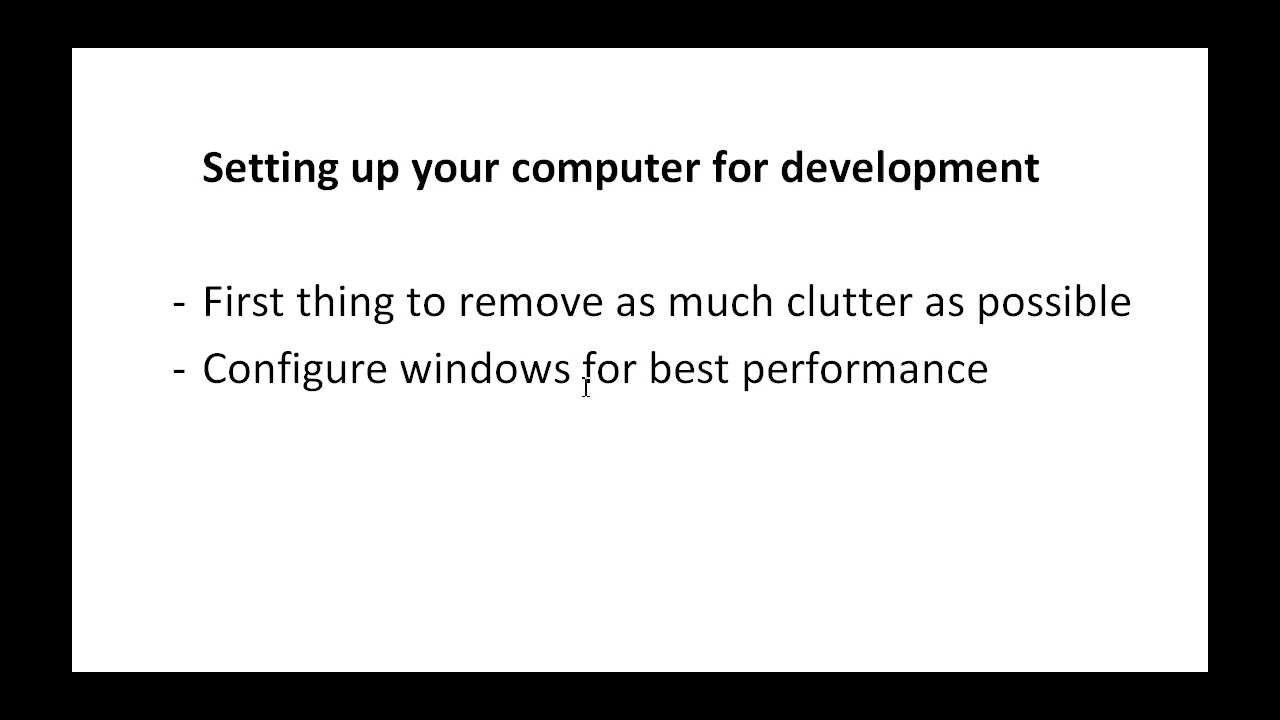 Setting up your computer for development
- First thing to remove as much clutter as possible
- Configure windows for best performance